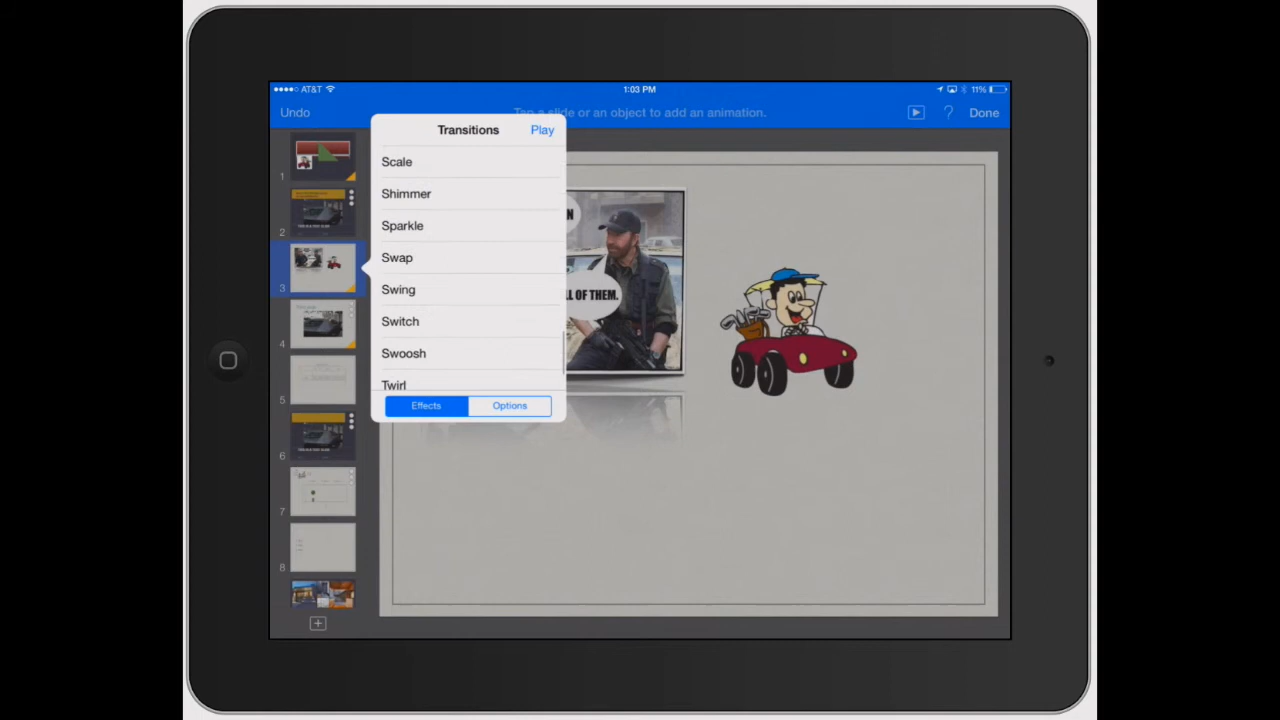 AT&T
1:03 PM
11%
Undo
Tap a slide or an object to add an animation.
?
Done
Transitions
Play
Scale
Shimmer
Sparkle
Swap
Swing
Switch
Swoosh
Twirl
Effects
Options
1
2
3
4
5
6
7
8
N
LL OF THEM.